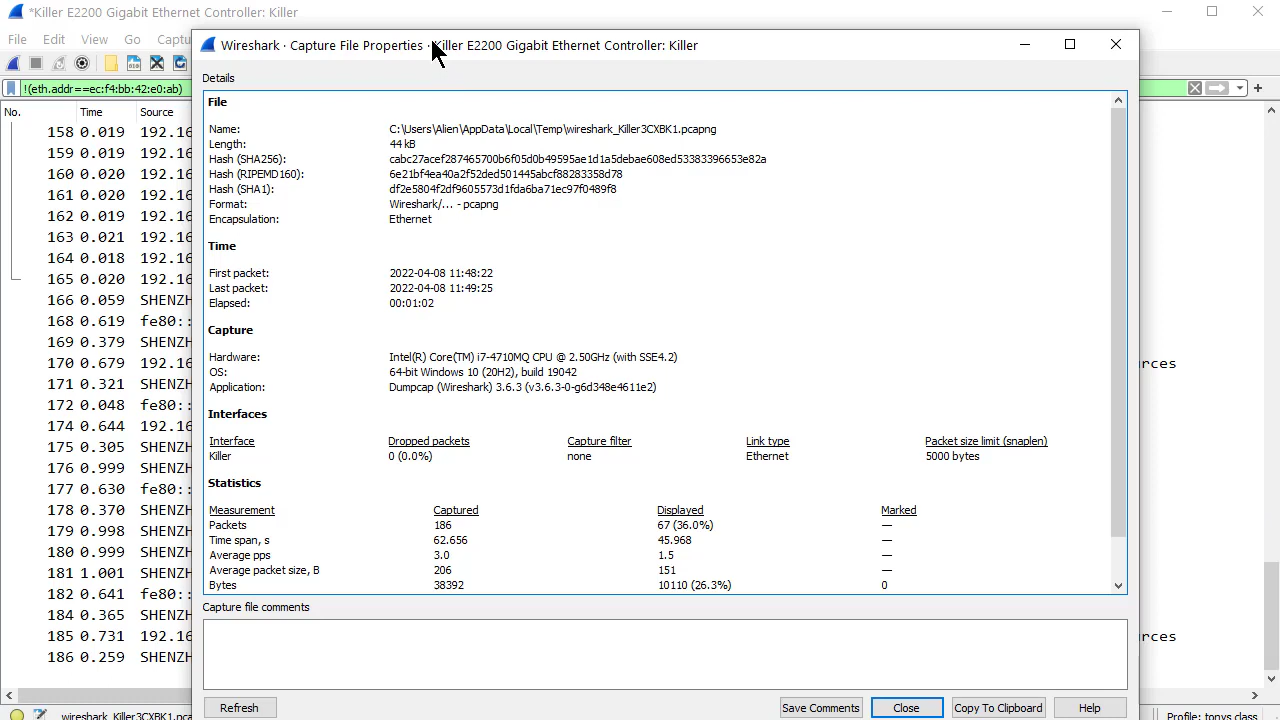 *Killer E2200 Gigabit Ethernet Controller: Killer
File Edit View Go Captu
Wireshark · Capture File Properties · Killer E2200 Gigabit Ethernet Controller: Killer
!(eth.addr==ec:f4:bb:42:e0:ab)
No. Time Source
158 0.019 192.16
159 0.019 192.16
160 0.020 192.16
161 0.020 192.16
162 0.019 192.16
163 0.021 192.16
164 0.018 192.16
165 0.020 192.16
166 0.059 SHENZH
168 0.619 fe80::
169 0.379 SHENZH
170 0.679 192.16 rces
171 0.321 SHENZH
172 0.048 fe80::
174 0.644 192.16
175 0.305 SHENZH
176 0.999 SHENZH
177 0.630 fe80::
178 0.370 SHENZH
179 0.998 SHENZH
180 0.999 SHENZH
181 1.001 SHENZH
182 0.641 fe80::
184 0.365 SHENZH
185 0.731 192.16 rces
186 0.259 SHENZH
Details
File
Name: C:\Users\Alien\AppData\Local\Temp\wireshark_Killer3CXBK1.pcapng
Length: 44 kB
Hash (SHA256): cabc27acef287465700b6f05d0b49595ae1d1a5debae608ed53383396653e82a
Hash (RIPEMD160): 6e21bf4ea40a2f52ded501445abcf88283358d78
Hash (SHA1): df2e5804f2df9605573d1fda6ba71ec97f0489f8
Format: Wireshark/... - pcapng
Encapsulation: Ethernet
Time
First packet: 2022-04-08 11:48:22
Last packet: 2022-04-08 11:49:25
Elapsed: 00:01:02
Capture
Hardware: Intel(R) Core(TM) i7-4710MQ CPU @ 2.50GHz (with SSE4.2)
OS: 64-bit Windows 10 (20H2), build 19042
Application: Dumpcap (Wireshark) 3.6.3 (v3.6.3-0-g6d348e4611e2)
Interfaces
Interface Dropped packets Capture filter Link type Packet size limit (snaplen)
Killer 0 (0.0%) none Ethernet 5000 bytes
Statistics
Measurement Captured Displayed Marked
Packets 186 67 (36.0%) —
Time span, s 62.656 45.968 —
Average pps 3.0 1.5 —
Average packet size, B 206 151 —
Bytes 38392 10110 (26.3%) 0
Capture file comments
Refresh Save Comments Close Copy To Clipboard Help
wireshark_Killer3CXBK1.pca Profile: tonys class